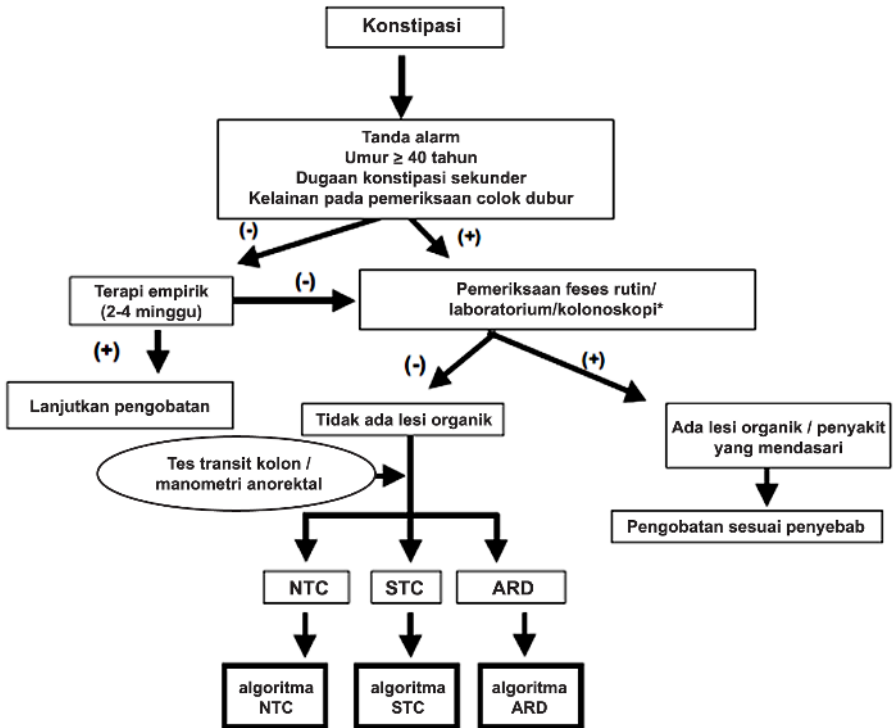 Konstipasi
Tanda alarm
Umur ≥ 40 tahun
Dugaan konstipasi sekunder
Kelainan pada pemeriksaan colok dubur
(-)
(+)
Terapi empirik
(2-4 minggu)
(-)
Pemeriksaan feses rutin/
laboratorium/kolonoskopi*
(+)
(-)
(+)
Lanjutkan pengobatan
Tidak ada lesi organik
Ada lesi organik / penyakit
yang mendasari
Tes transit kolon /
manometri anorektal
Pengobatan sesuai penyebab
NTC
STC
ARD
algoritma
NTC
algoritma
STC
algoritma
ARD